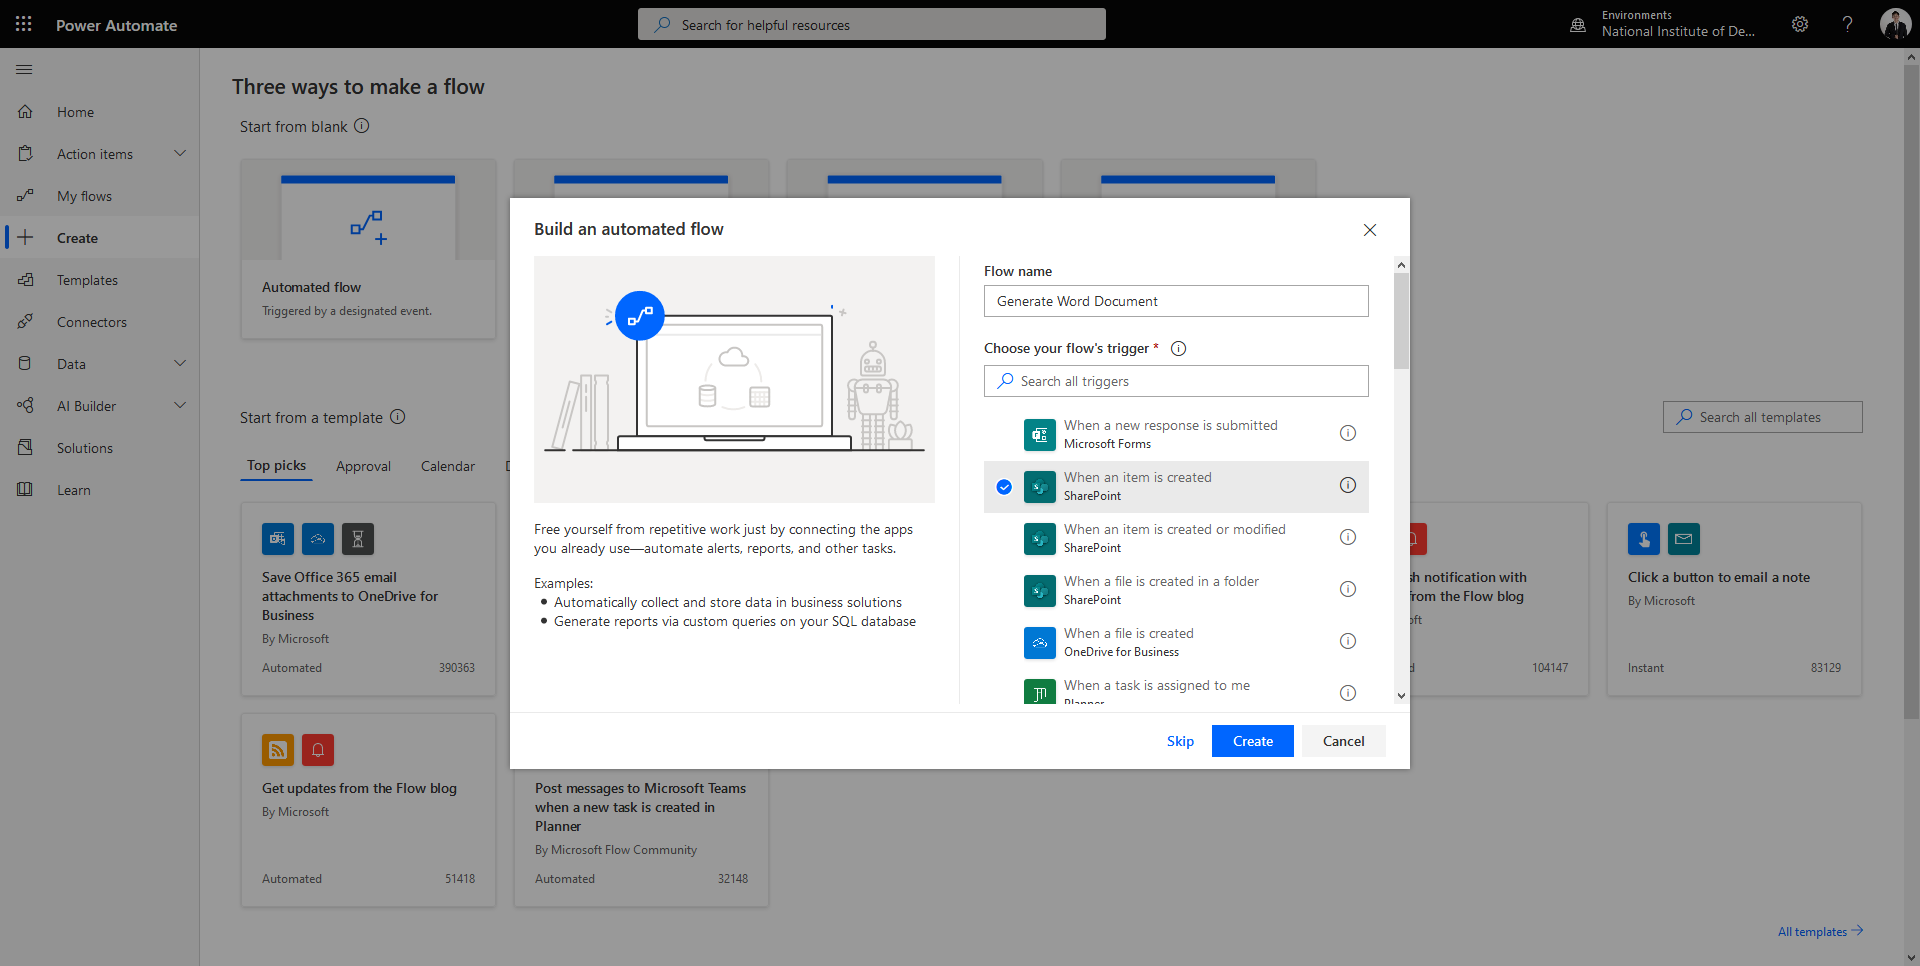 Power Automate
Search for helpful resources
Environments
National Institute of De...
?
Home
Action items
My flows
Create
Templates
Connectors
Data
AI Builder
Solutions
Learn
Three ways to make a flow
Start from blank
Automated flow
Triggered by a designated event.
Start from a template
Search all templates
Top picks
Approval
Calendar
Save Office 365 email
attachments to OneDrive for
Business
By Microsoft
Automated
390363
sh notification with
from the Flow blog
104147
Click a button to email a note
By Microsoft
Instant
83129
Get updates from the Flow blog
By Microsoft
Automated
51418
Post messages to Microsoft Teams
when a new task is created in
Planner
By Microsoft Flow Community
Automated
32148
All templates
Build an automated flow
Free yourself from repetitive work just by connecting the apps
you already use—automate alerts, reports, and other tasks.
Examples:
• Automatically collect and store data in business solutions
• Generate reports via custom queries on your SQL database
Flow name
Generate Word Document
Choose your flow's trigger *
Search all triggers
When a new response is submitted
Microsoft Forms
When an item is created
SharePoint
When an item is created or modified
SharePoint
When a file is created in a folder
SharePoint
When a file is created
OneDrive for Business
When a task is assigned to me
Planner
Skip
Create
Cancel